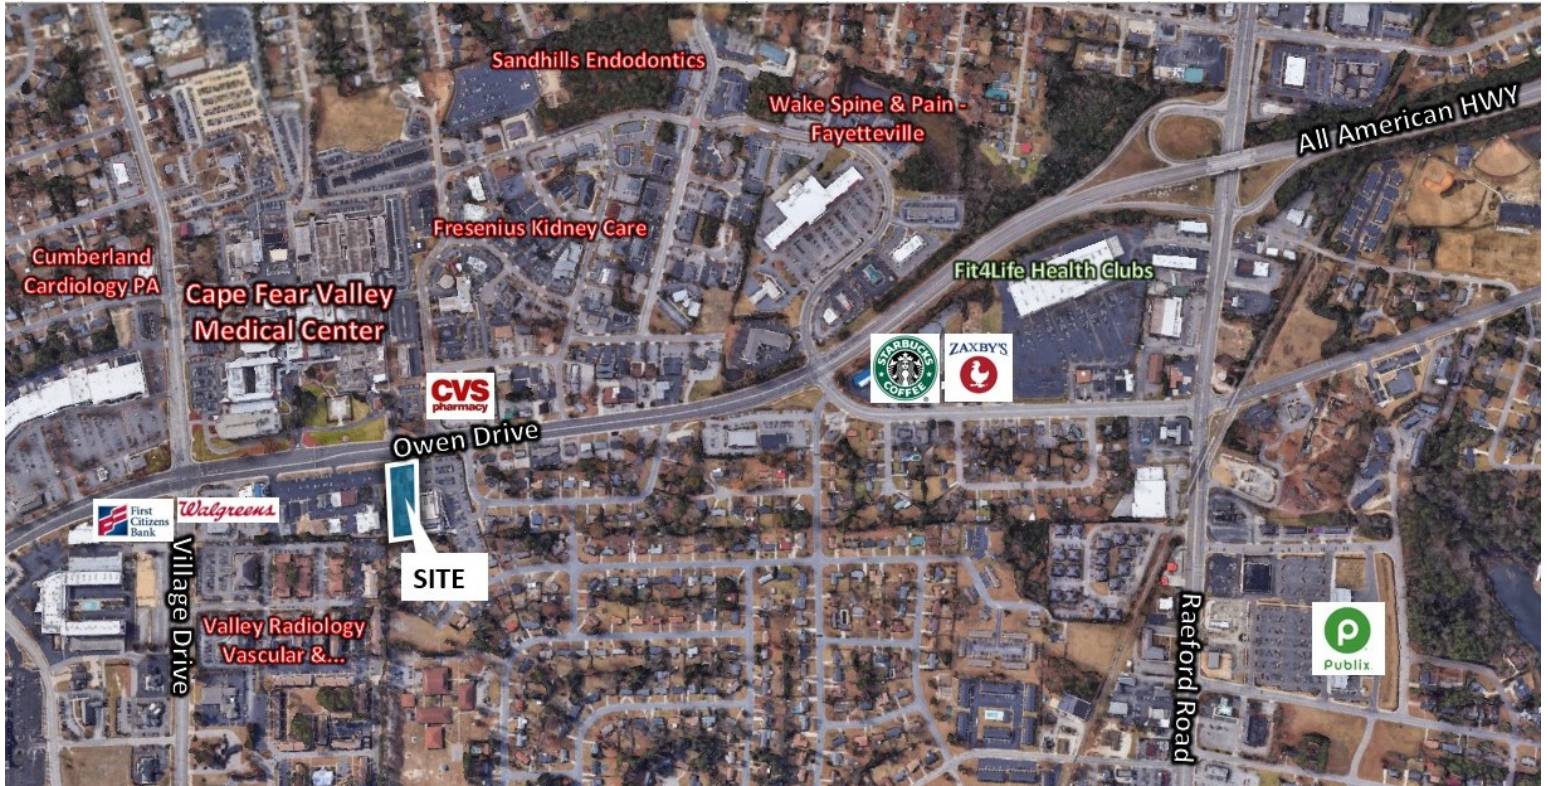 Sandhills Endodontics
Wake Spine & Pain -
Fayetteville
All American HWY
Fresenius Kidney Care
Cumberland
Cardiology PA
Cape Fear Valley
Medical Center
Fit4Life Health Clubs
STARBUCKS
COFFEE
ZAXBY'S
CVS
pharmacy
Owen Drive
First
Citizens
Bank
Walgreens
SITE
Village Drive
Valley Radiology
Vascular &...
Raeford Road
P
Publix